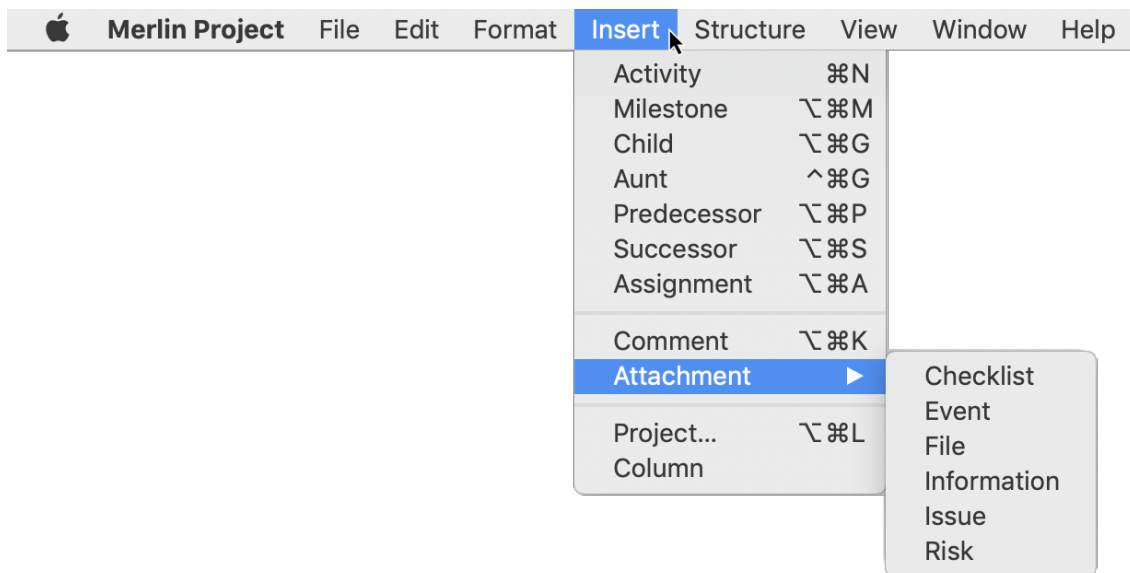 Merlin Project File Edit Format Insert Structure View Window Help
Activity ⌘N
Milestone ⌥⌘M
Child ⌥⌘G
Aunt ^⌘G
Predecessor ⌥⌘P
Successor ⌥⌘S
Assignment ⌥⌘A
Comment ⌥⌘K
Attachment ▶
Project... ⌥⌘L
Column
Checklist
Event
File
Information
Issue
Risk